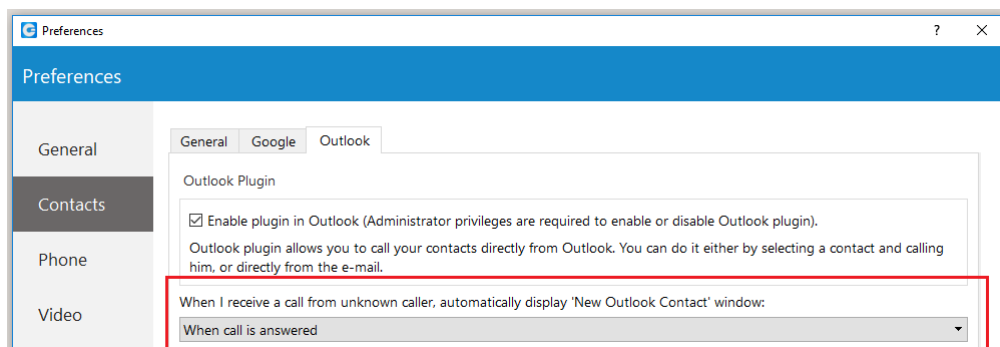 Preferences
Preferences
General
Contacts
Phone
Video
General Google Outlook
Outlook Plugin
Enable plugin in Outlook (Administrator privileges are required to enable or disable Outlook plugin).
Outlook plugin allows you to call your contacts directly from Outlook. You can do it either by selecting a contact and calling
him, or directly from the e-mail.
When I receive a call from unknown caller, automatically display 'New Outlook Contact' window:
When call is answered